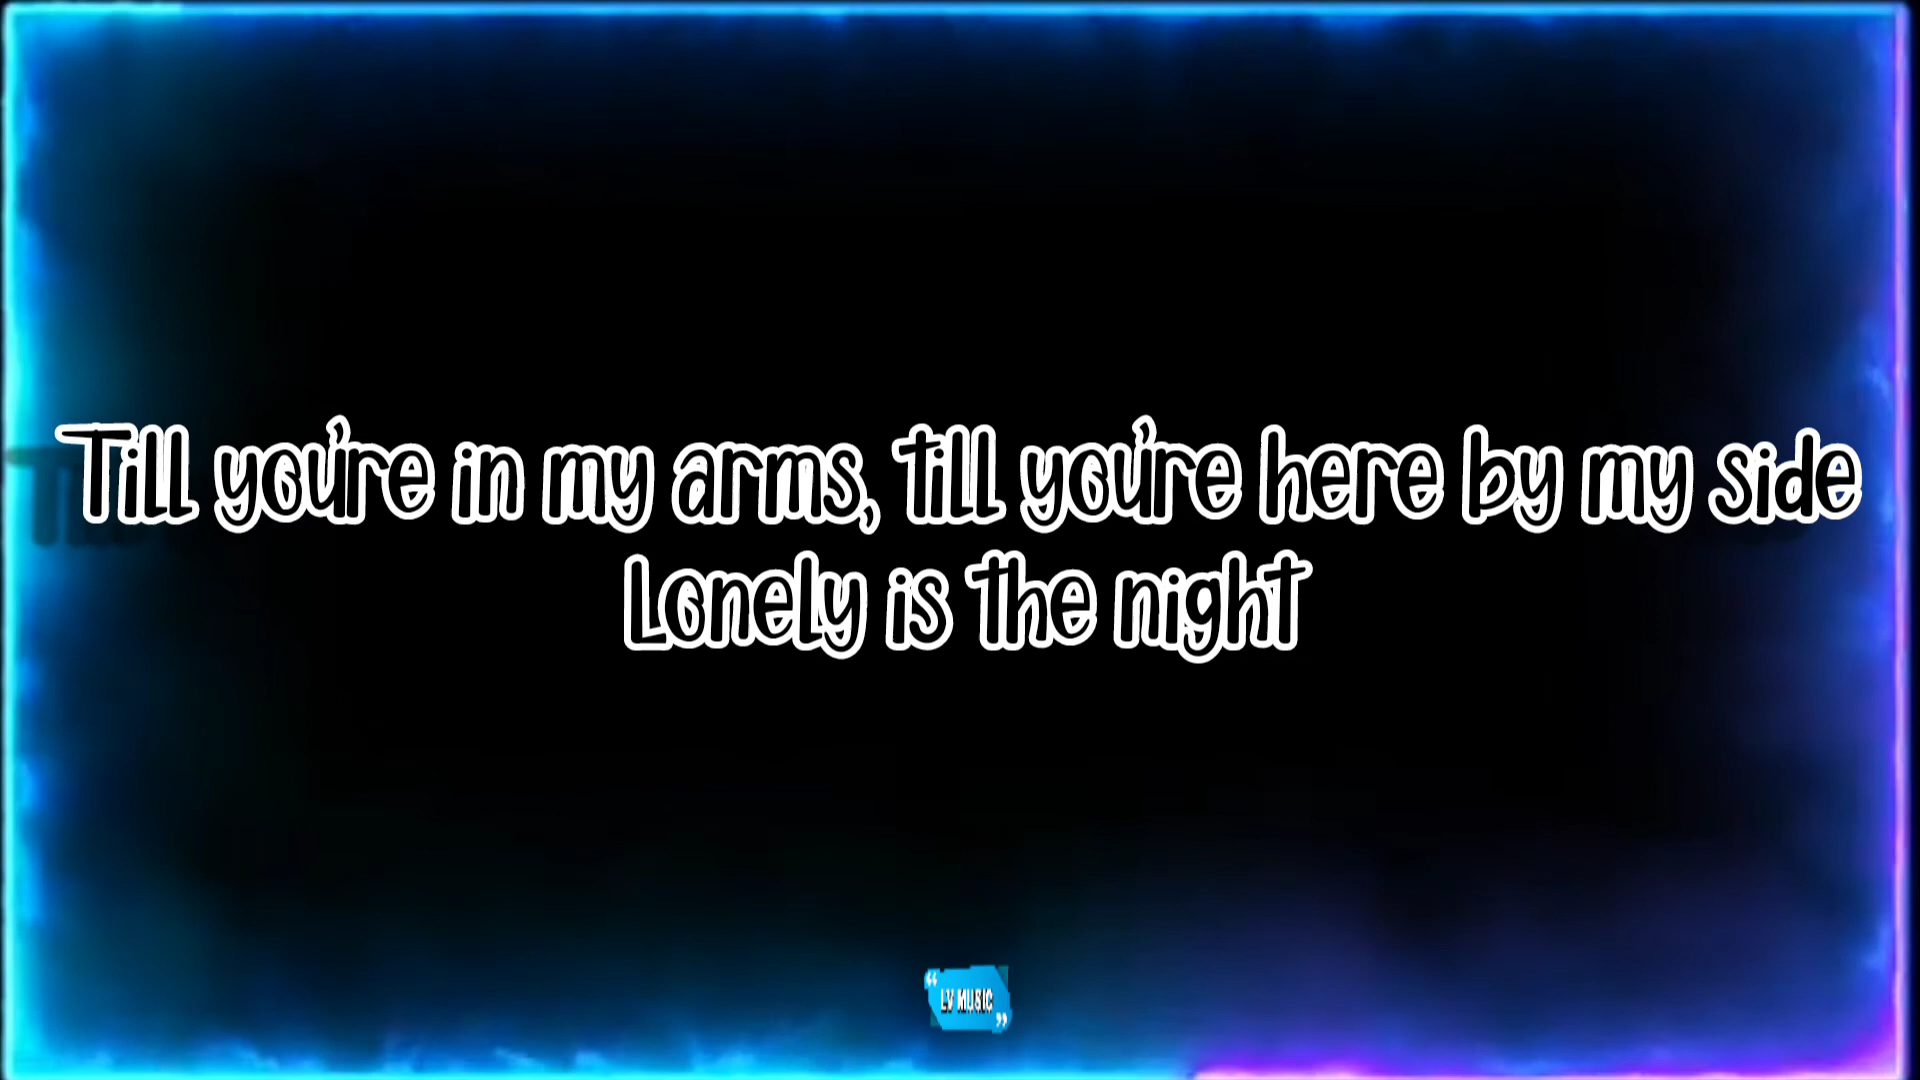 Till you're in my arms, till you're here by my side
Lonely is the night
“LV MUSIC”